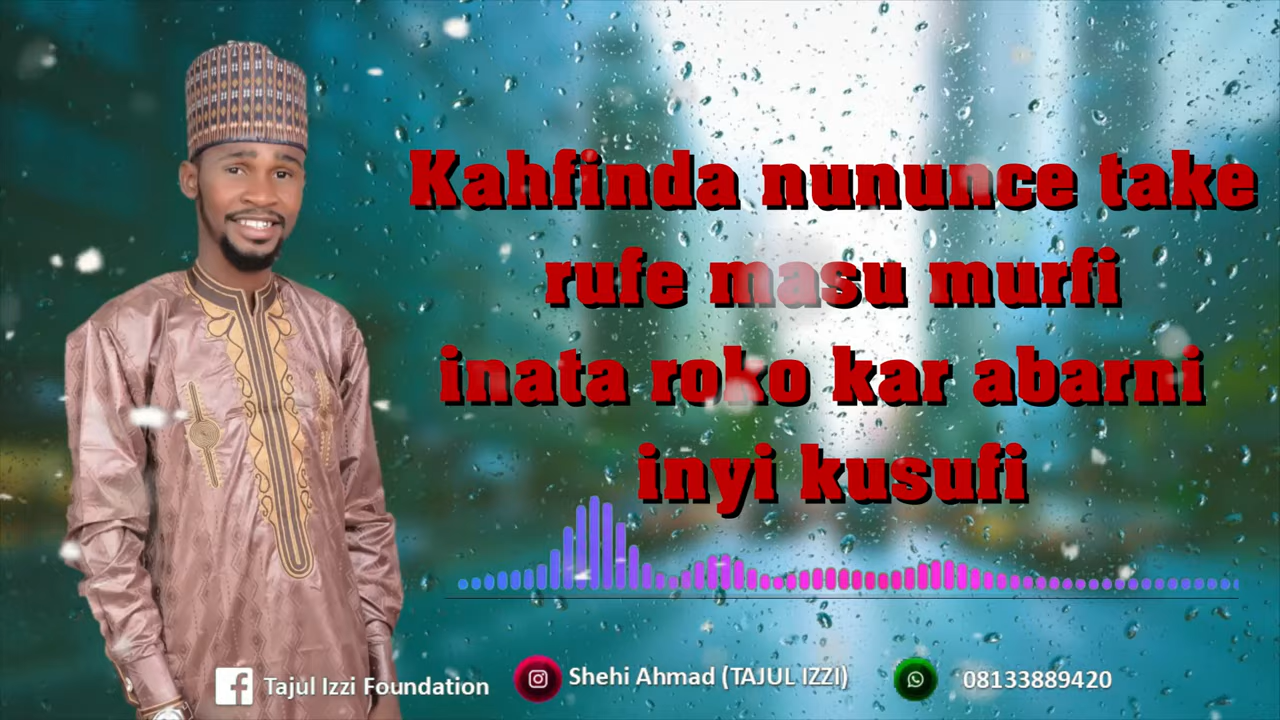 Kahfinda nununce take
rufe masu murfi
inata roko kar abarni
inyi kusufi
Tajul Izzi Foundation
Shehi Ahmad (TAJUL IZZI)
08133889420